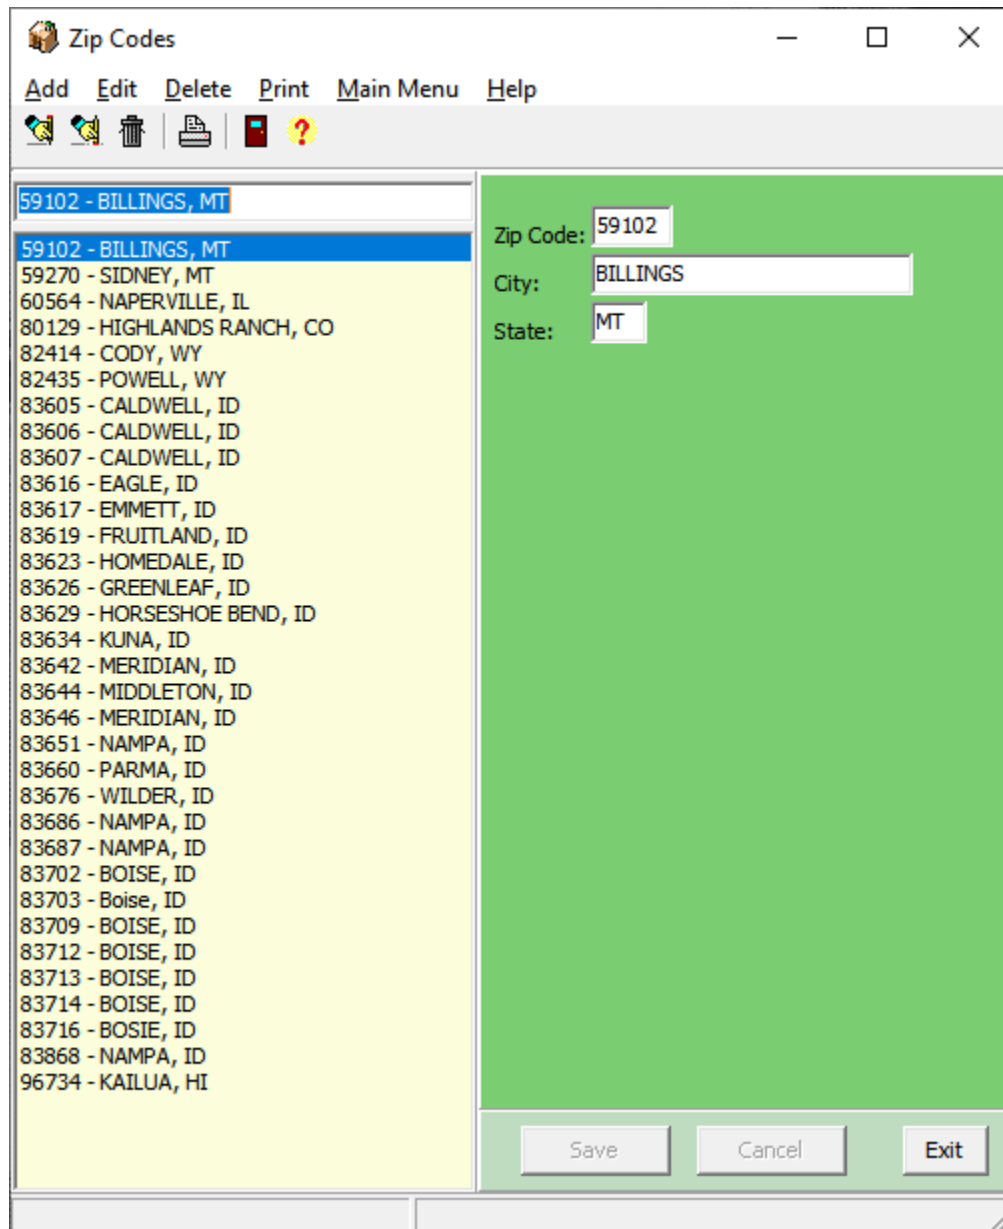 Zip Codes
Add Edit Delete Print Main Menu Help
59102 - BILLINGS, MT
59102 - BILLINGS, MT
59270 - SIDNEY, MT
60564 - NAPERVILLE, IL
80129 - HIGHLANDS RANCH, CO
82414 - CODY, WY
82435 - POWELL, WY
83605 - CALDWELL, ID
83606 - CALDWELL, ID
83607 - CALDWELL, ID
83616 - EAGLE, ID
83617 - EMMETT, ID
83619 - FRUITLAND, ID
83623 - HOMEDALE, ID
83626 - GREENLEAF, ID
83629 - HORSESHOE BEND, ID
83634 - KUNA, ID
83642 - MERIDIAN, ID
83644 - MIDDLETON, ID
83646 - MERIDIAN, ID
83651 - NAMPA, ID
83660 - PARMA, ID
83676 - WILDER, ID
83686 - NAMPA, ID
83687 - NAMPA, ID
83702 - BOISE, ID
83703 - Boise, ID
83709 - BOISE, ID
83712 - BOISE, ID
83713 - BOISE, ID
83714 - BOISE, ID
83716 - BOSIE, ID
83868 - NAMPA, ID
96734 - KAILUA, HI
Zip Code: 59102
City: BILLINGS
State: MT
Save Cancel Exit